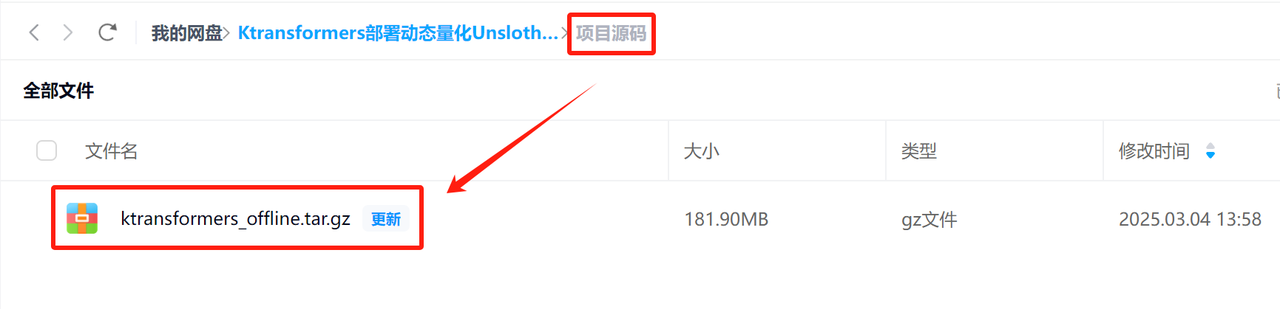 我的网盘> Ktransformers部署动态量化Unsloth...> 项目源码
全部文件
文件名 大小 类型 修改时间
ktransformers_offline.tar.gz 更新 181.90MB gz文件 2025.03.04 13:58